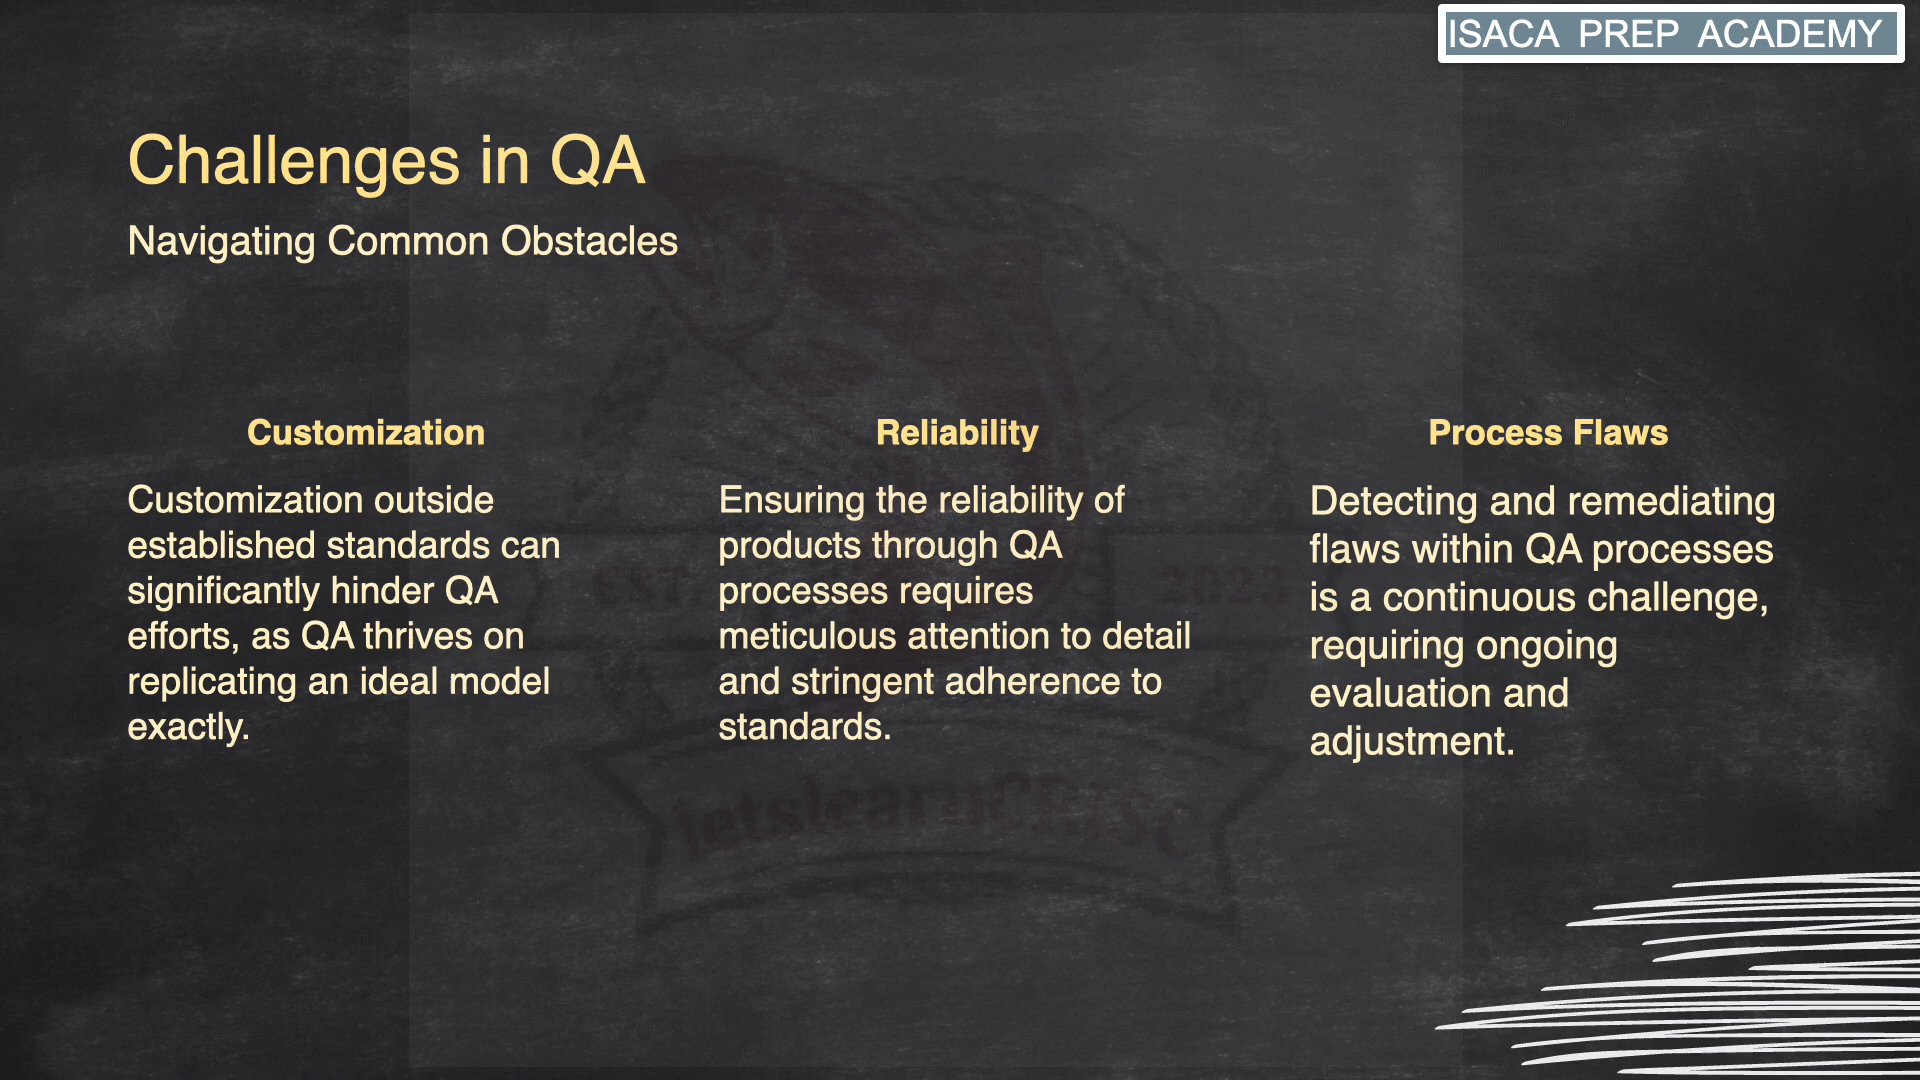 ISACA PREP ACADEMY
Challenges in QA
Navigating Common Obstacles
Customization
Customization outside
established standards can
significantly hinder QA
efforts, as QA thrives on
replicating an ideal model
exactly.
Reliability
Ensuring the reliability of
products through QA
processes requires
meticulous attention to detail
and stringent adherence to
standards.
Process Flaws
Detecting and remediating
flaws within QA processes
is a continuous challenge,
requiring ongoing
evaluation and
adjustment.
EST.
2023
letslearnCRISC